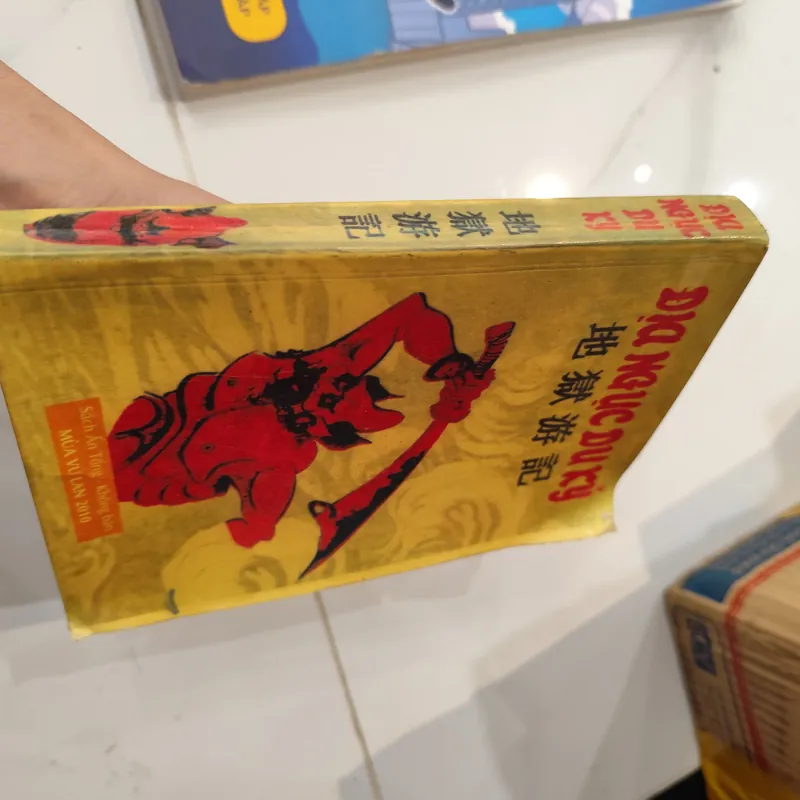 ĐỊA NGỤC DU KÝ
地獄游記
Sách Ấn Tống - Không bán
MÙA VU LAN 2010
ĐỊA
NGỤC
DU
KÝ
地獄游記